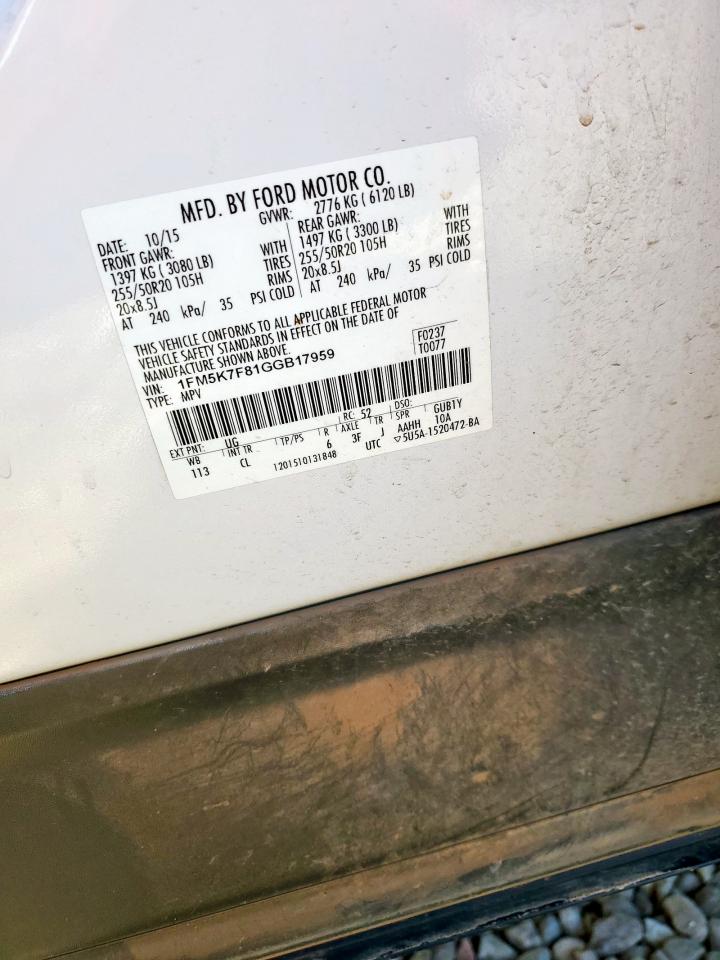 MFD. BY FORD MOTOR CO.
DATE: 10/15 GVWR: 2776 KG ( 6120 LB)
FRONT GAWR: REAR GAWR:
1397 KG ( 3080 LB) WITH 1497 KG ( 3300 LB) WITH
255/50R20 105H TIRES 255/50R20 105H TIRES
20x8.5J RIMS 20x8.5J RIMS
AT 240 kPa/ 35 PSI COLD AT 240 kPa/ 35 PSI COLD
THIS VEHICLE CONFORMS TO ALL APPLICABLE FEDERAL MOTOR
VEHICLE SAFETY STANDARDS IN EFFECT ON THE DATE OF
MANUFACTURE SHOWN ABOVE.
F0237
VIN: 1FM5K7F81GGB17959 T0077
TYPE: MPV
EXT PNT: UG RC: 52 DSO:
WB INT TR TP/PS R AXLE TR SPR GUB1Y
113 CL 6 3F J AAHH 10A
1201510131848 UTC ▽5U5A-1520472-BA